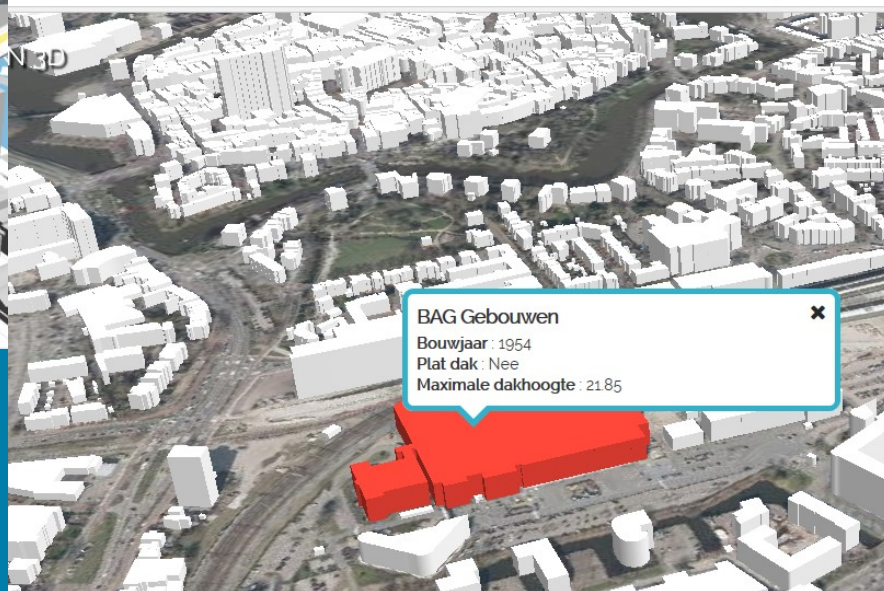 N 3D
BAG Gebouwen
Bouwjaar : 1954
Plat dak : Nee
Maximale dakhoogte : 21.85